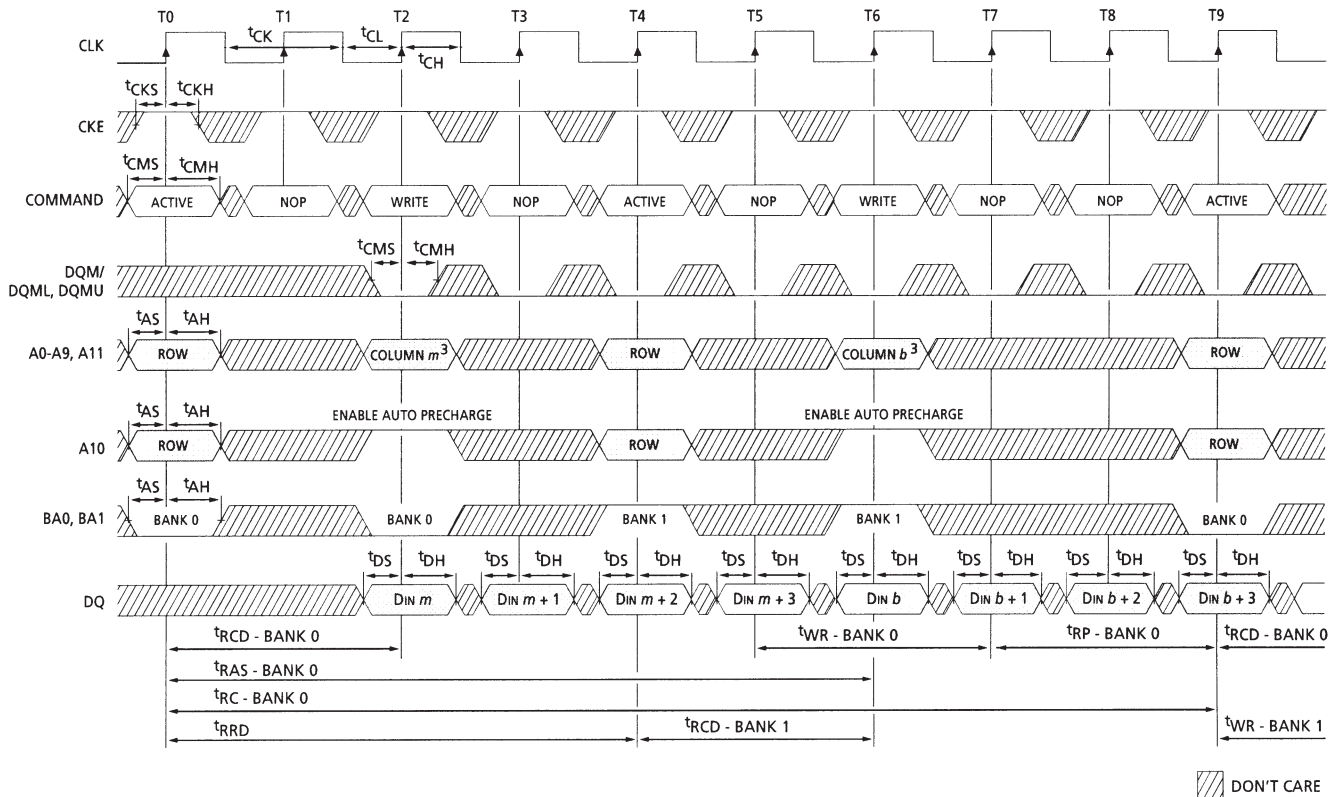 T0 T1 T2 T3 T4 T5 T6 T7 T8 T9
CLK tCK tCL tCH
tCKS tCKH
CKE
tCMS tCMH
COMMAND ACTIVE NOP WRITE NOP ACTIVE NOP WRITE NOP NOP ACTIVE
tCMS tCMH
DQM/
DQML, DQMU
tAS tAH
A0-A9, A11 ROW COLUMN m3 ROW COLUMN b3 ROW
tAS tAH ENABLE AUTO PRECHARGE ENABLE AUTO PRECHARGE
A10 ROW ROW ROW
tAS tAH
BA0, BA1 BANK 0 BANK 0 BANK 1 BANK 1 BANK 0
tDS tDH tDS tDH tDS tDH tDS tDH tDS tDH tDS tDH tDS tDH tDS tDH
DQ DIN m DIN m + 1 DIN m + 2 DIN m + 3 DIN b DIN b + 1 DIN b + 2 DIN b + 3
tRCD - BANK 0 tWR - BANK 0 tRP - BANK 0 tRCD - BANK 0
tRAS - BANK 0
tRC - BANK 0
tRRD tRCD - BANK 1 tWR - BANK 1
DON'T CARE